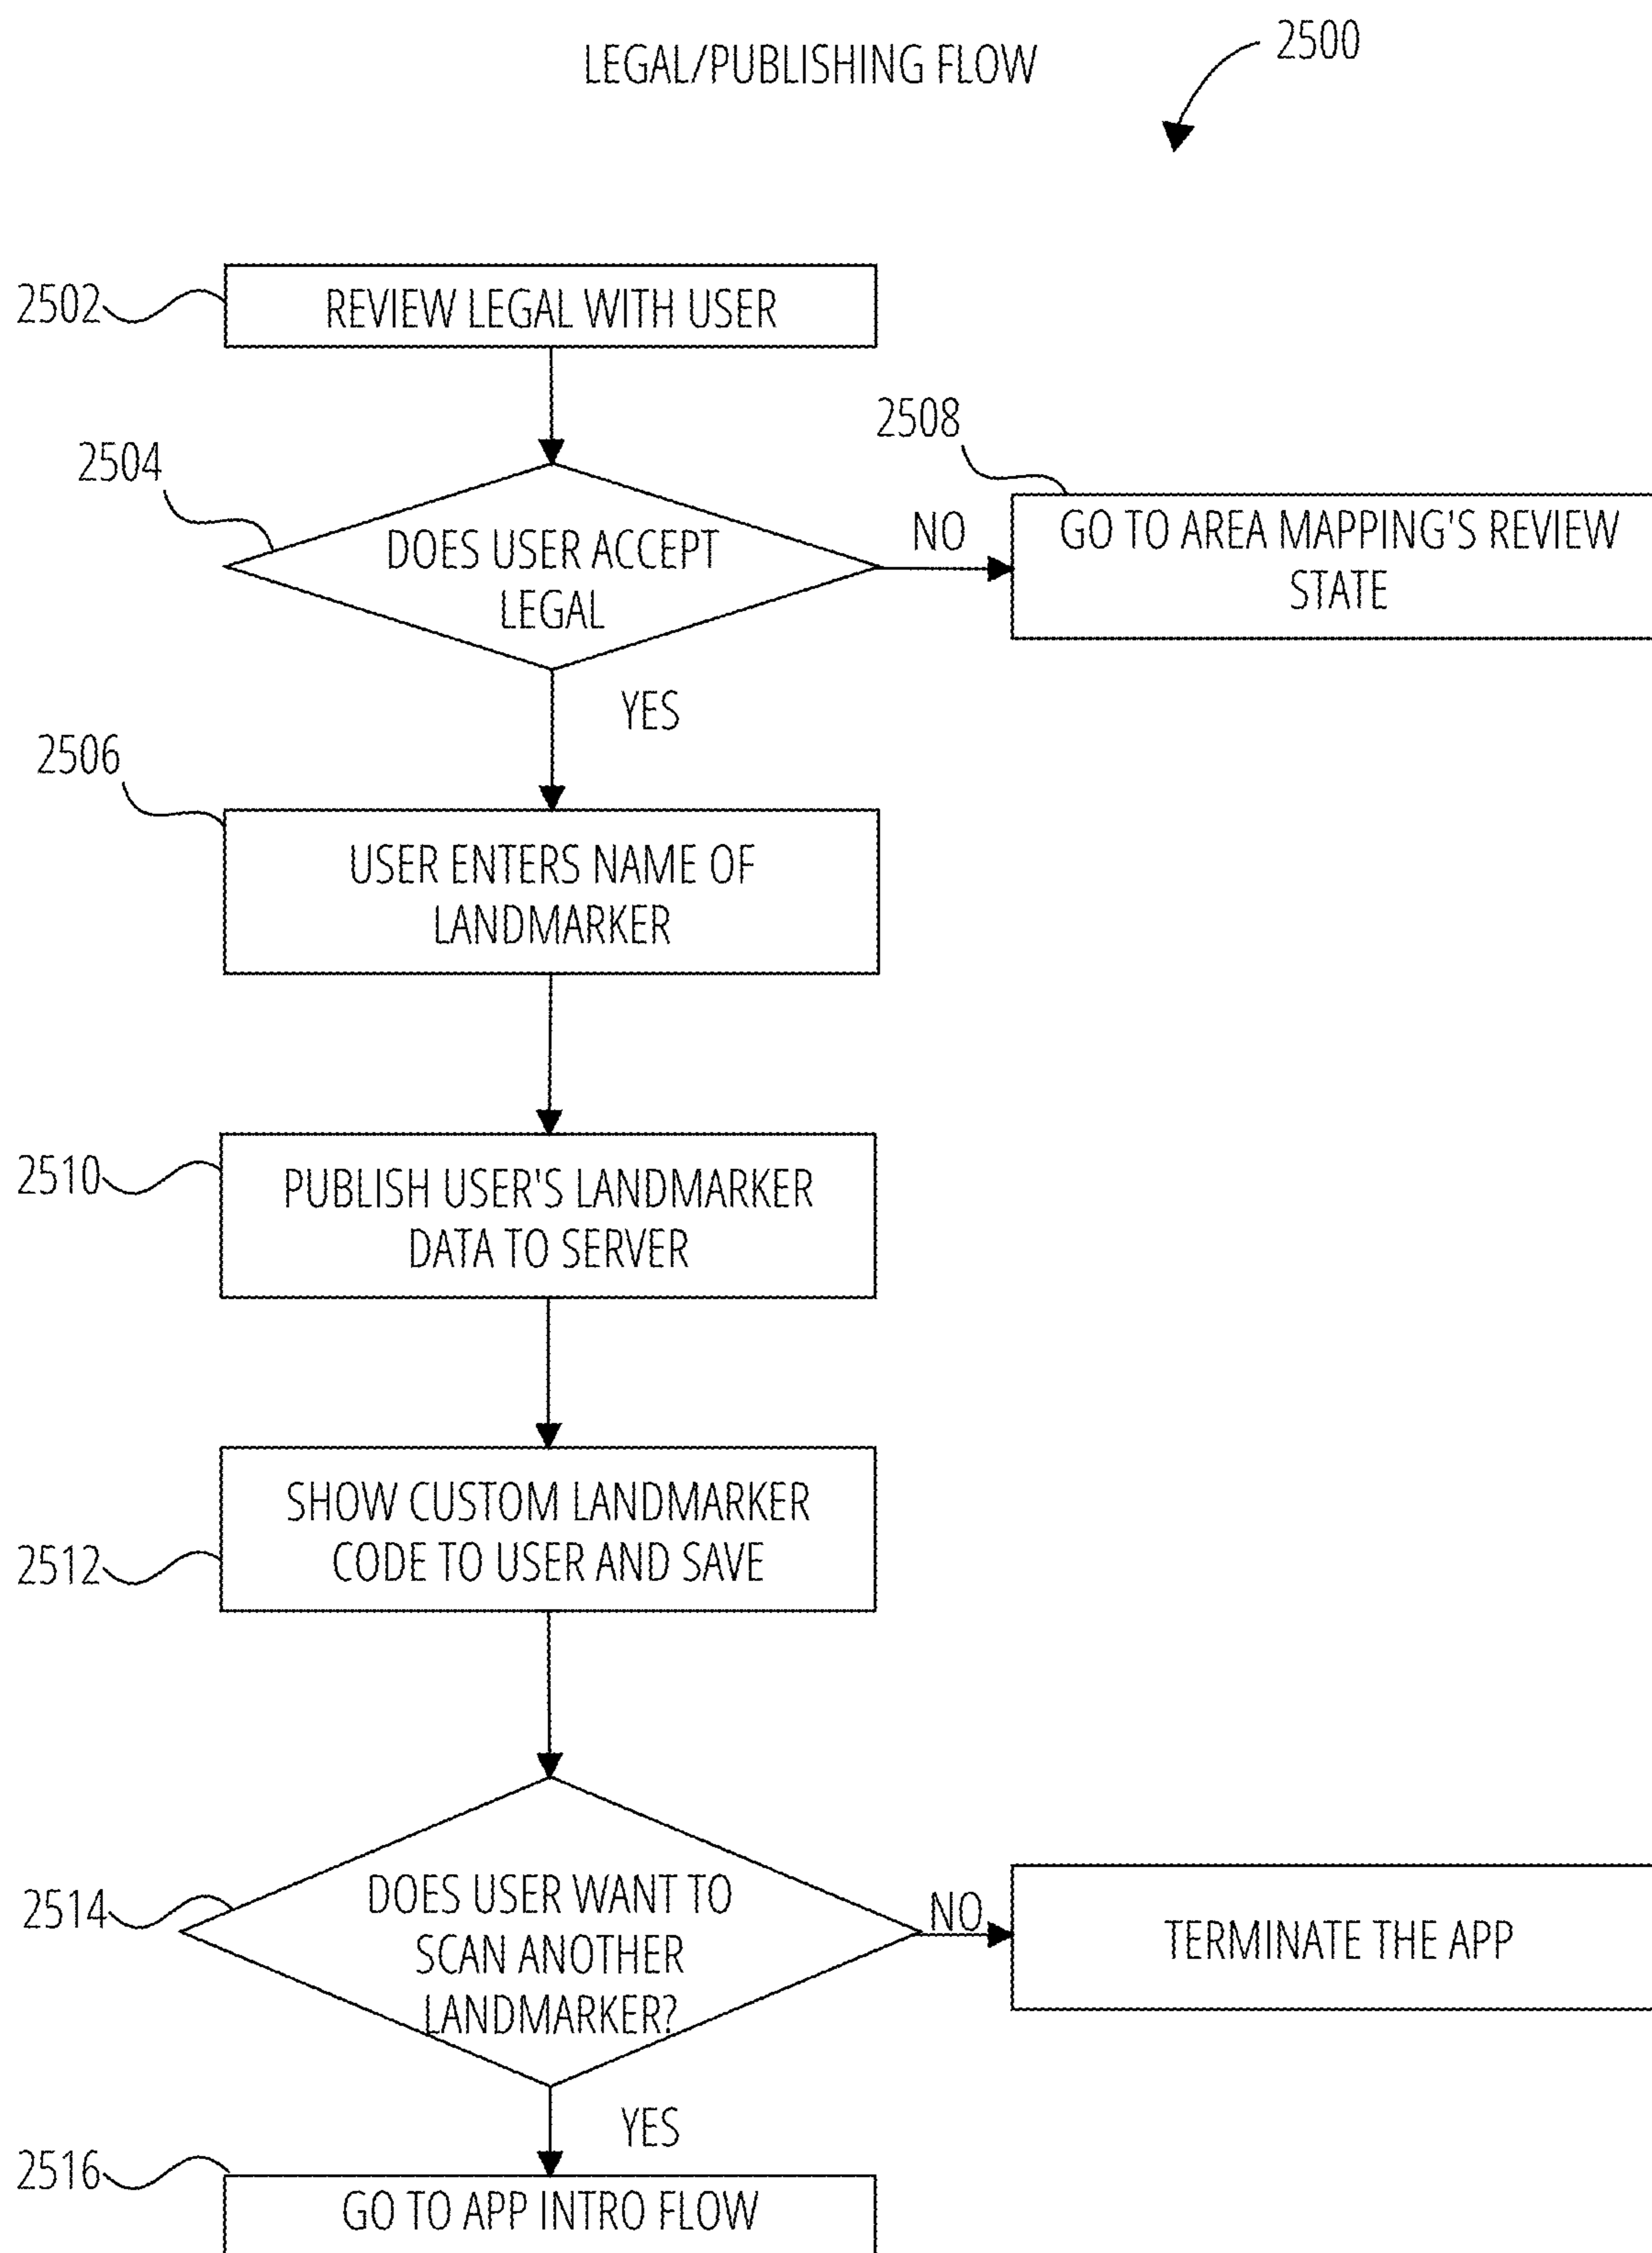 LEGAL/PUBLISHING FLOW
2500
2502
REVIEW LEGAL WITH USER
2504
DOES USER ACCEPT
LEGAL
NO
2508
GO TO AREA MAPPING'S REVIEW
STATE
YES
2506
USER ENTERS NAME OF
LANDMARKER
2510
PUBLISH USER'S LANDMARKER
DATA TO SERVER
2512
SHOW CUSTOM LANDMARKER
CODE TO USER AND SAVE
2514
DOES USER WANT TO
SCAN ANOTHER
LANDMARKER?
NO
TERMINATE THE APP
YES
2516
GO TO APP INTRO FLOW